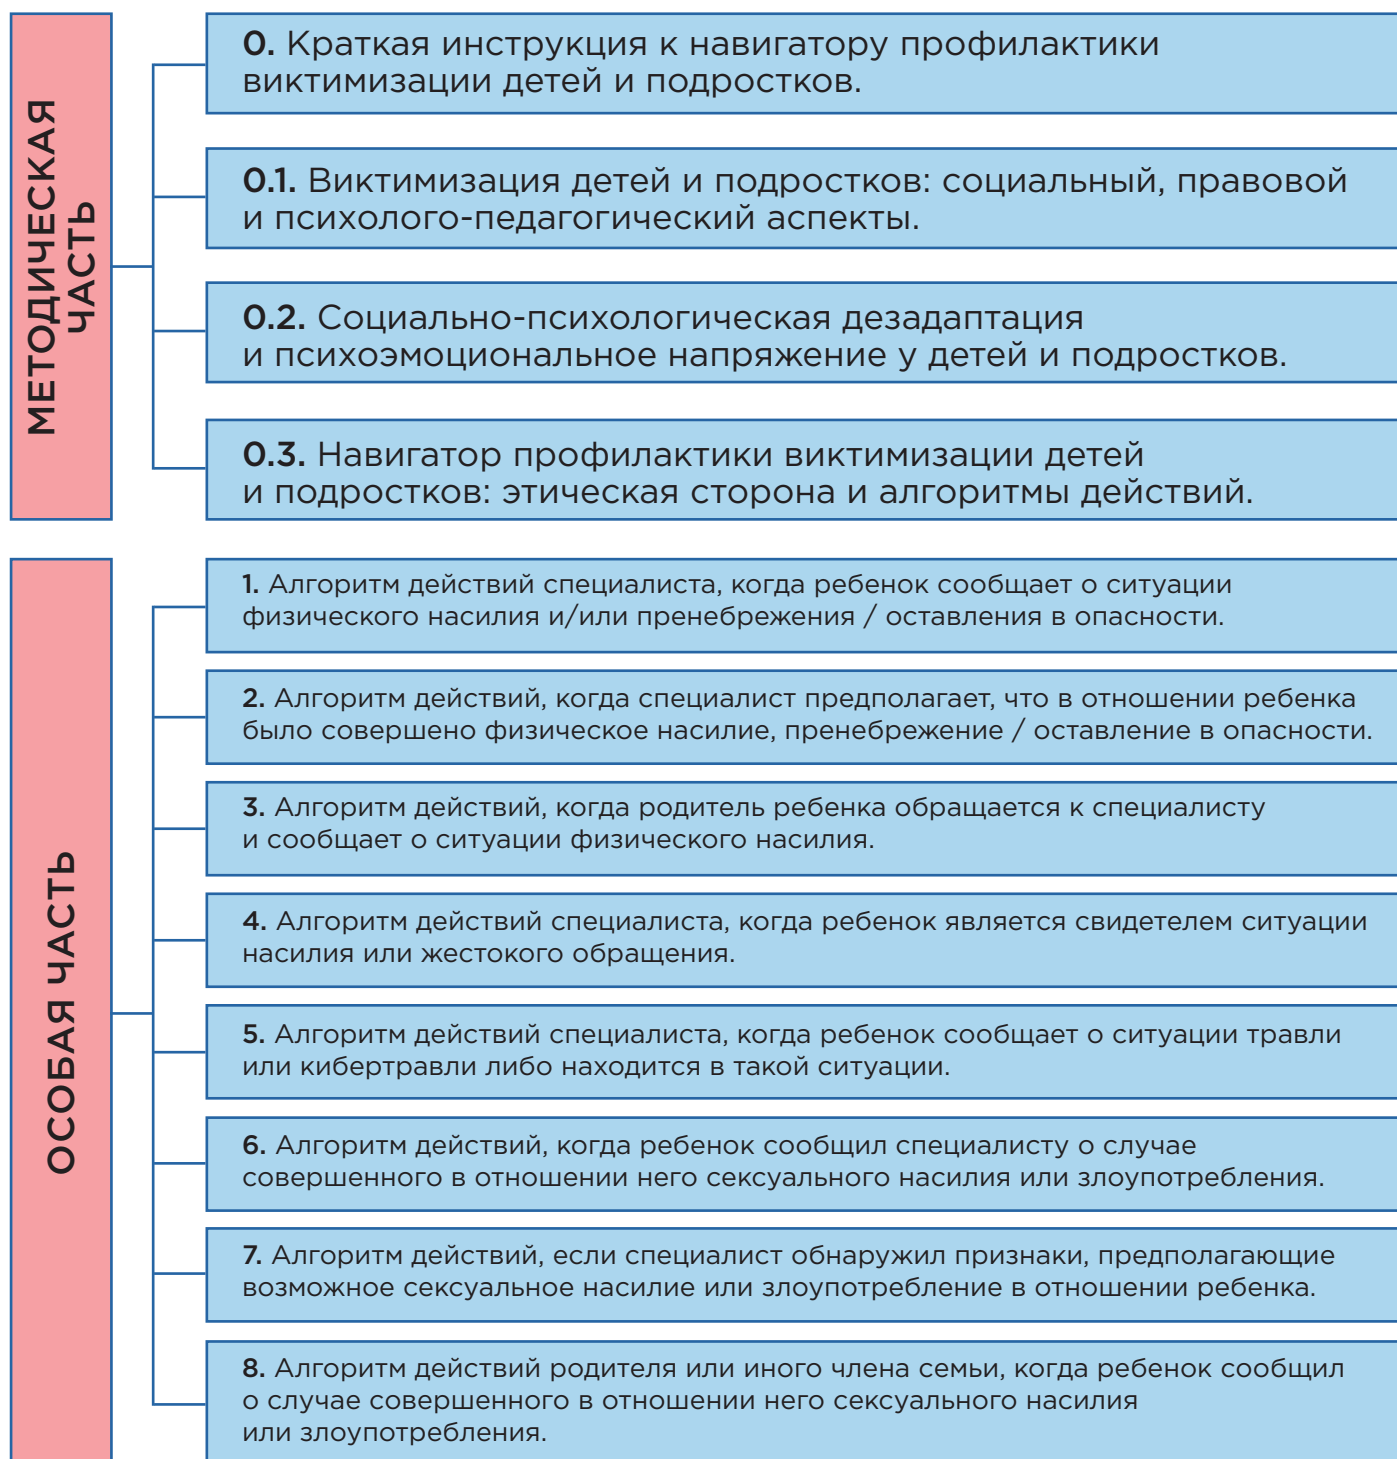 МЕТОДИЧЕСКАЯ
ЧАСТЬ
0. Краткая инструкция к навигатору профилактики
виктимизации детей и подростков.
0.1. Виктимизация детей и подростков: социальный, правовой
и психолого-педагогический аспекты.
0.2. Социально-психологическая дезадаптация
и психоэмоциональное напряжение у детей и подростков.
0.3. Навигатор профилактики виктимизации детей
и подростков: этическая сторона и алгоритмы действий.
ОСОБАЯ ЧАСТЬ
1. Алгоритм действий специалиста, когда ребенок сообщает о ситуации
физического насилия и/или пренебрежения / оставления в опасности.
2. Алгоритм действий, когда специалист предполагает, что в отношении ребенка
было совершено физическое насилие, пренебрежение / оставление в опасности.
3. Алгоритм действий, когда родитель ребенка обращается к специалисту
и сообщает о ситуации физического насилия.
4. Алгоритм действий специалиста, когда ребенок является свидетелем ситуации
насилия или жестокого обращения.
5. Алгоритм действий специалиста, когда ребенок сообщает о ситуации травли
или кибертравли либо находится в такой ситуации.
6. Алгоритм действий, когда ребенок сообщил специалисту о случае
совершенного в отношении него сексуального насилия или злоупотребления.
7. Алгоритм действий, если специалист обнаружил признаки, предполагающие
возможное сексуальное насилие или злоупотребление в отношении ребенка.
8. Алгоритм действий родителя или иного члена семьи, когда ребенок сообщил
о случае совершенного в отношении него сексуального насилия
или злоупотребления.